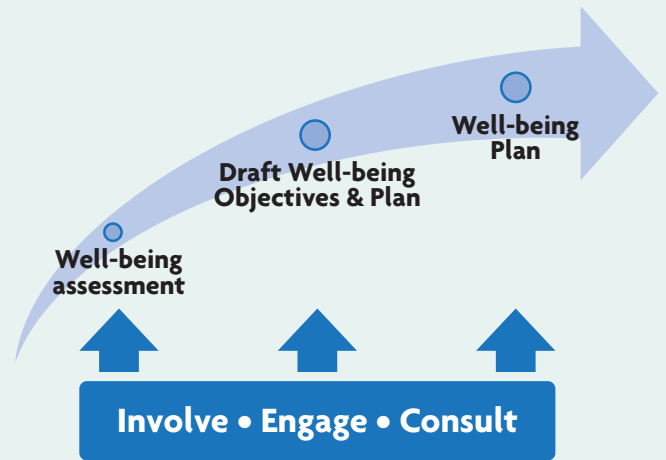 Well-being
Plan
Draft Well-being
Objectives & Plan
Well-being
assessment
Involve • Engage • Consult